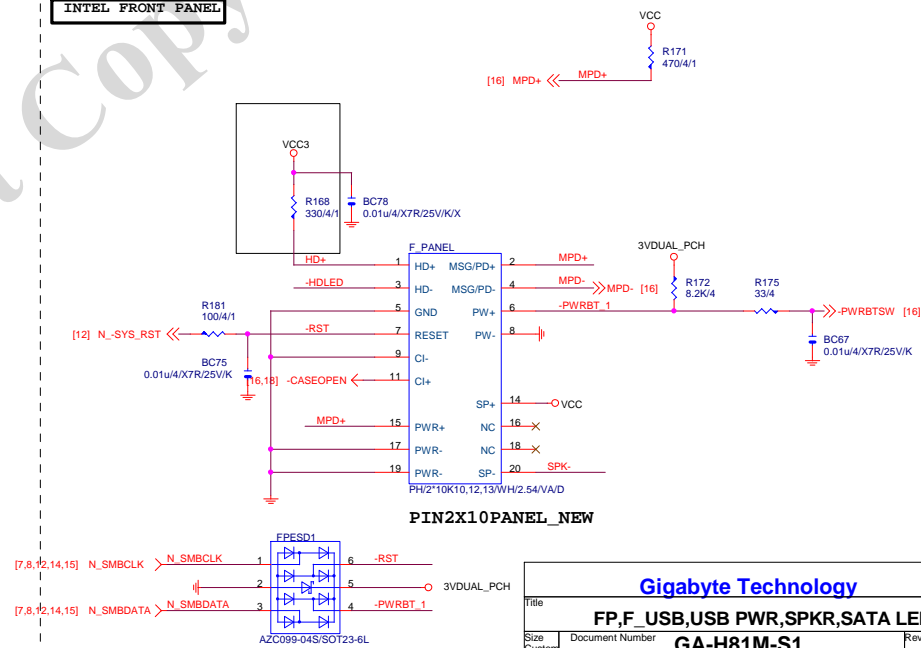 INTEL FRONT PANEL
Copy
VCC
R171
470/4/1
[16] MPD+
MPD+
VCC3
R168
330/4/1
BC78
0.01u/4/X7R/25V/K/X
F_PANEL
HD+
1
HD+
MSG/PD+
2
MPD+
-HDLED
3
HD-
MSG/PD-
4
MPD-
MPD- [16]
5
GND
PW+
6
-PWRBT_1
3VDUAL_PCH
R172
8.2K/4
R175
33/4
-PWRBTSW [16]
BC67
0.01u/4/X7R/25V/K
R181
100/4/1
[12] N_-SYS_RST
-RST
7
RESET
PW-
8
BC75
0.01u/4/X7R/25V/K
9
CI-
[16,18] -CASEOPEN
11
CI+
SP+
14
VCC
MPD+
15
PWR+
NC
16
17
PWR-
NC
18
19
PWR-
SP-
20
SPK-
PH/2*10K10,12,13/WH/2.54/VA/D
PIN2X10PANEL_NEW
FPESD1
[7,8,12,14,15] N_SMBCLK
N_SMBCLK
1
6
-RST
2
5
3VDUAL_PCH
[7,8,12,14,15] N_SMBDATA
N_SMBDATA
3
4
-PWRBT_1
AZC099-04S/SOT23-6L
Gigabyte Technology
Title
FP,F_USB,USB PWR,SPKR,SATA LE
Size
Custom
Document Number
GA-H81M-S1
Rev